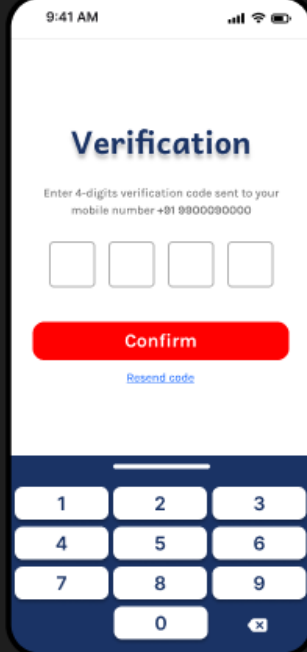 9:41 AM
Verification
Enter 4-digits verification code sent to your
mobile number +91 9900090000
Confirm
Resend code
1 2 3
4 5 6
7 8 9
0